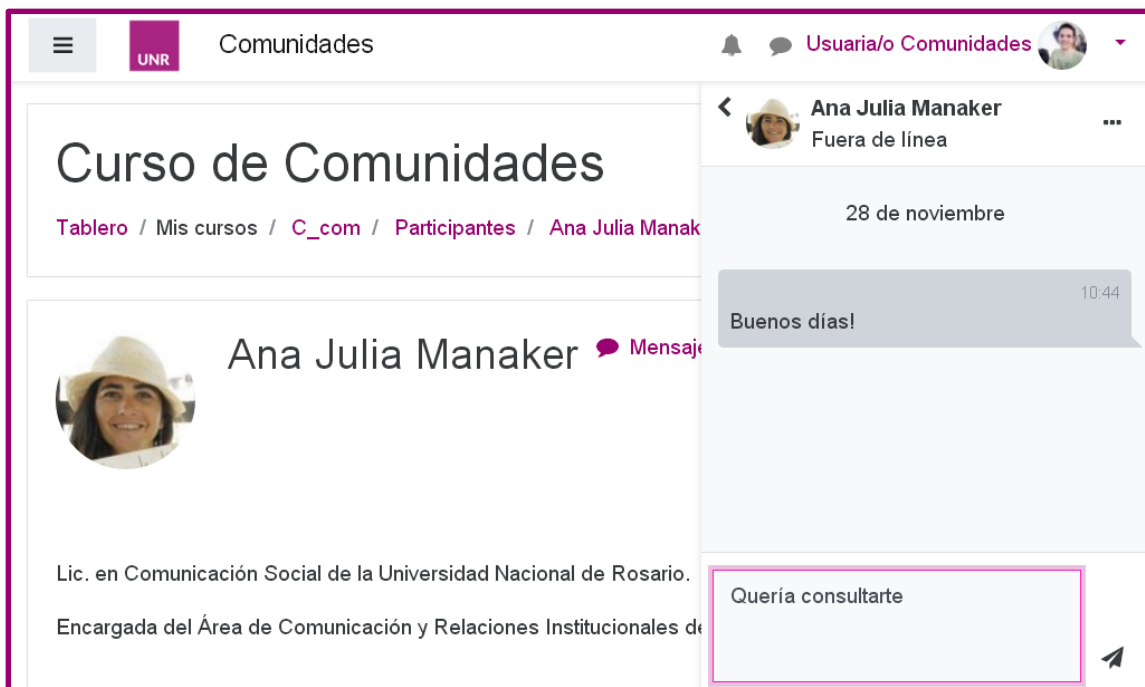 UNR
Comunidades
Usuaria/o Comunidades
Curso de Comunidades
Tablero / Mis cursos / C_com / Participantes / Ana Julia Manak
Ana Julia Manaker
Mensaje
Lic. en Comunicación Social de la Universidad Nacional de Rosario.
Encargada del Área de Comunicación y Relaciones Institucionales de
Ana Julia Manaker
Fuera de línea
28 de noviembre
10:44
Buenos días!
Quería consultarte